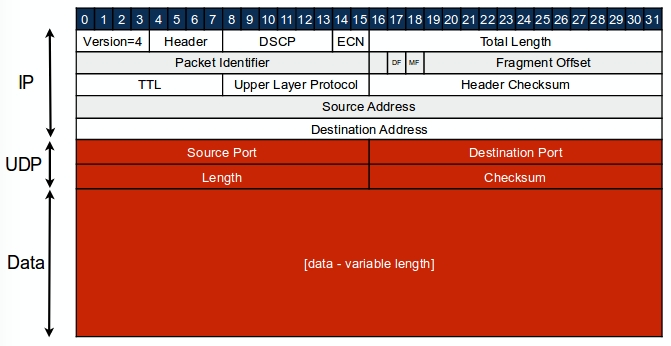 0 1 2 3 4 5 6 7 8 9 10 11 12 13 14 15 16 17 18 19 20 21 22 23 24 25 26 27 28 29 30 31
Version=4 Header DSCP ECN Total Length
Packet Identifier DF MF Fragment Offset
IP
TTL Upper Layer Protocol Header Checksum
Source Address
Destination Address
Source Port Destination Port
UDP
Length Checksum
Data
[data - variable length]